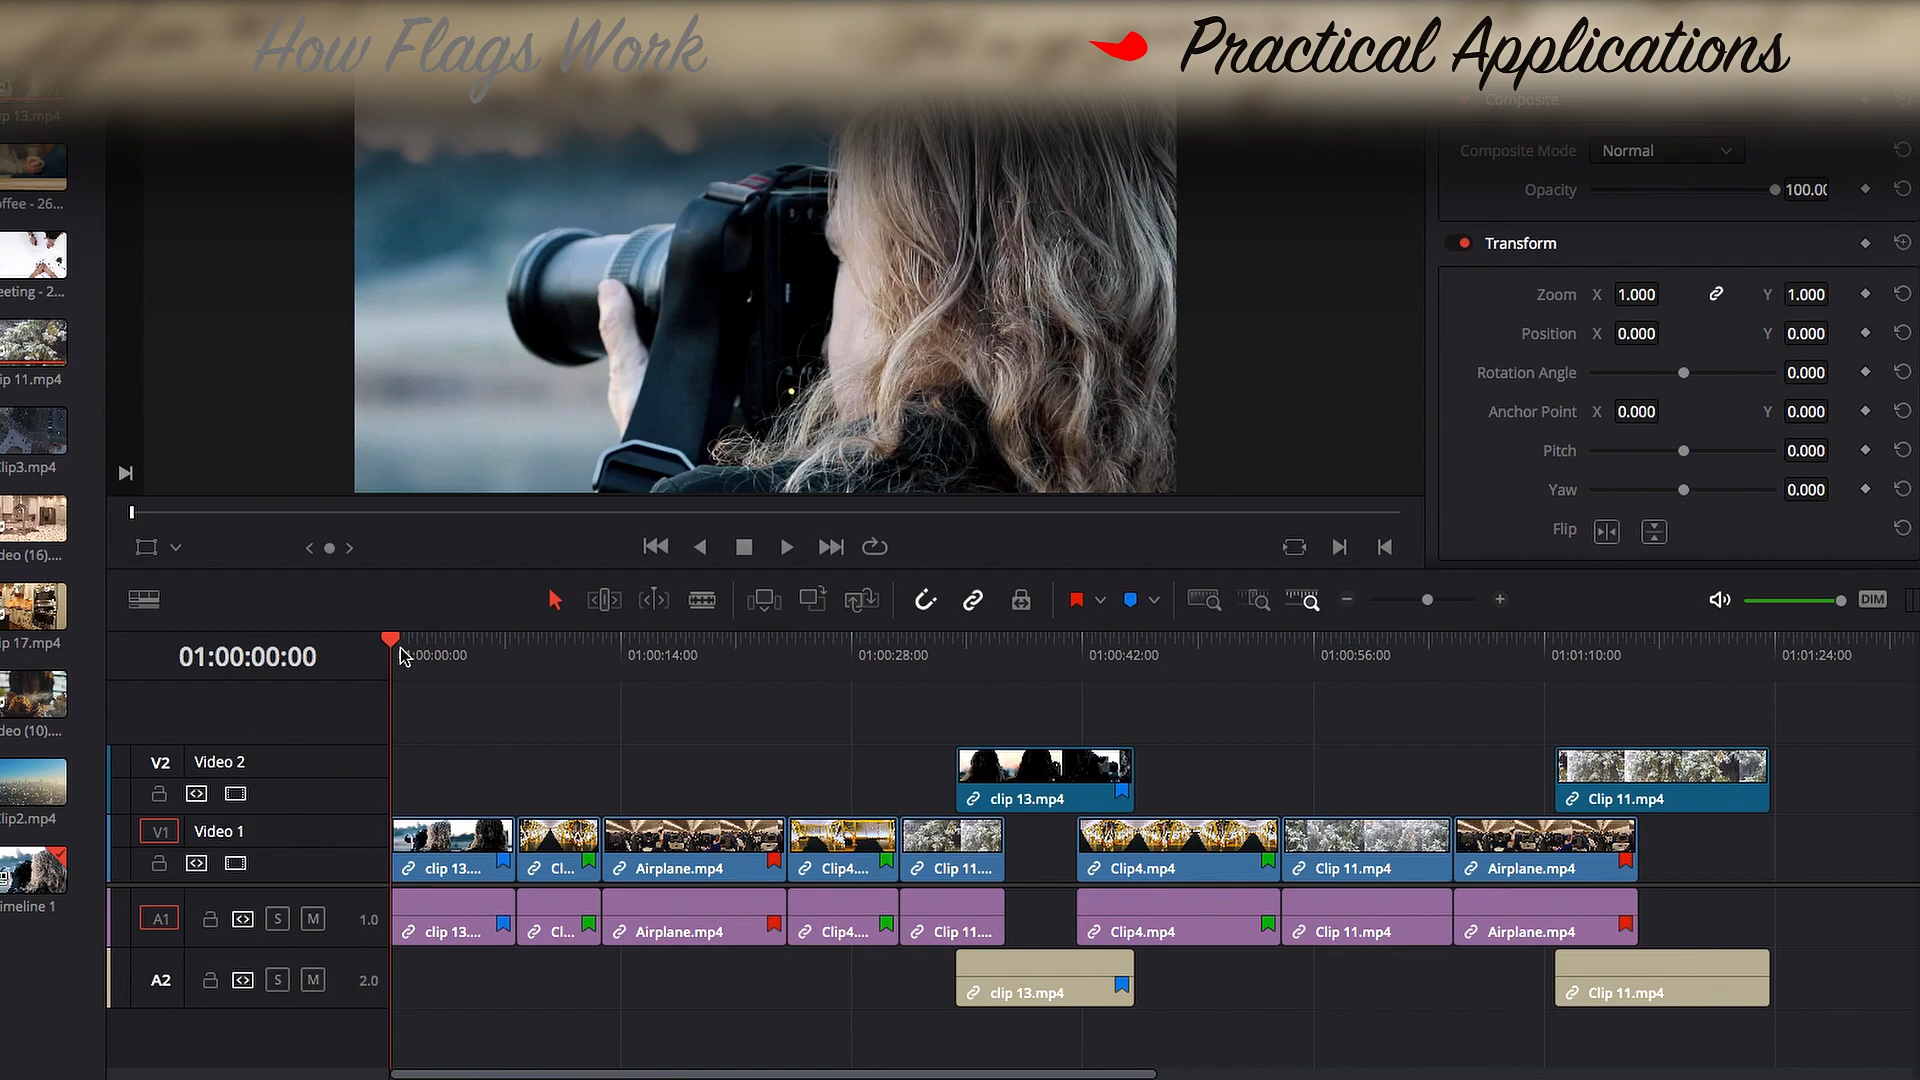 How Flags Work
Practical Applications
ip 13.mp4
Composite
Composite Mode Normal
offee - 26...
Opacity 100.00
Transform
eeting - 2...
Zoom X 1.000 Y 1.000
Position X 0.000 Y 0.000
ip 11.mp4
Rotation Angle 0.000
Anchor Point X 0.000 Y 0.000
Clip3.mp4
Pitch 0.000
Yaw 0.000
Flip
deo (16)....
DIM
ip 17.mp4
01:00:00:00
:00:00:00 01:00:14:00 01:00:28:00 01:00:42:00 01:00:56:00 01:01:10:00 01:01:24:00
deo (10)....
V2 Video 2
clip 13.mp4 Clip 11.mp4
Clip2.mp4
V1 Video 1
clip 13.... Cl... Airplane.mp4 Clip4.... Clip 11.... Clip4.mp4 Clip 11.mp4 Airplane.mp4
imeline 1
A1 S M 1.0
clip 13.... Cl... Airplane.mp4 Clip4.... Clip 11.... Clip4.mp4 Clip 11.mp4 Airplane.mp4
A2 S M 2.0
clip 13.mp4 Clip 11.mp4